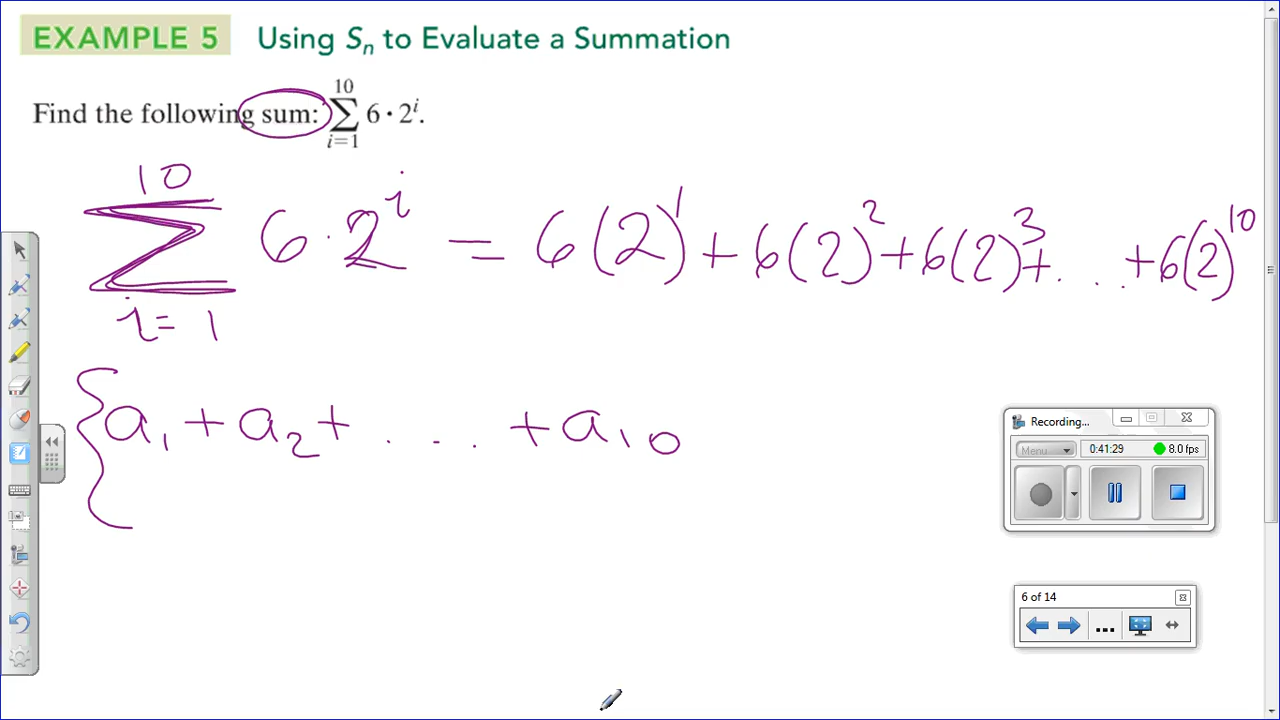 EXAMPLE 5 Using Sn to Evaluate a Summation
10
Find the following sum: ∑ 6 · 2^i.
i=1
10
∑ 6 · 2^i = 6(2)^1 + 6(2)^2 + 6(2)^3 + . . . . + 6(2)^10
i = 1
{ a1 + a2 + . . . . + a10
Recording...
Menu... 0:41:29 8.0 fps
6 of 14
...